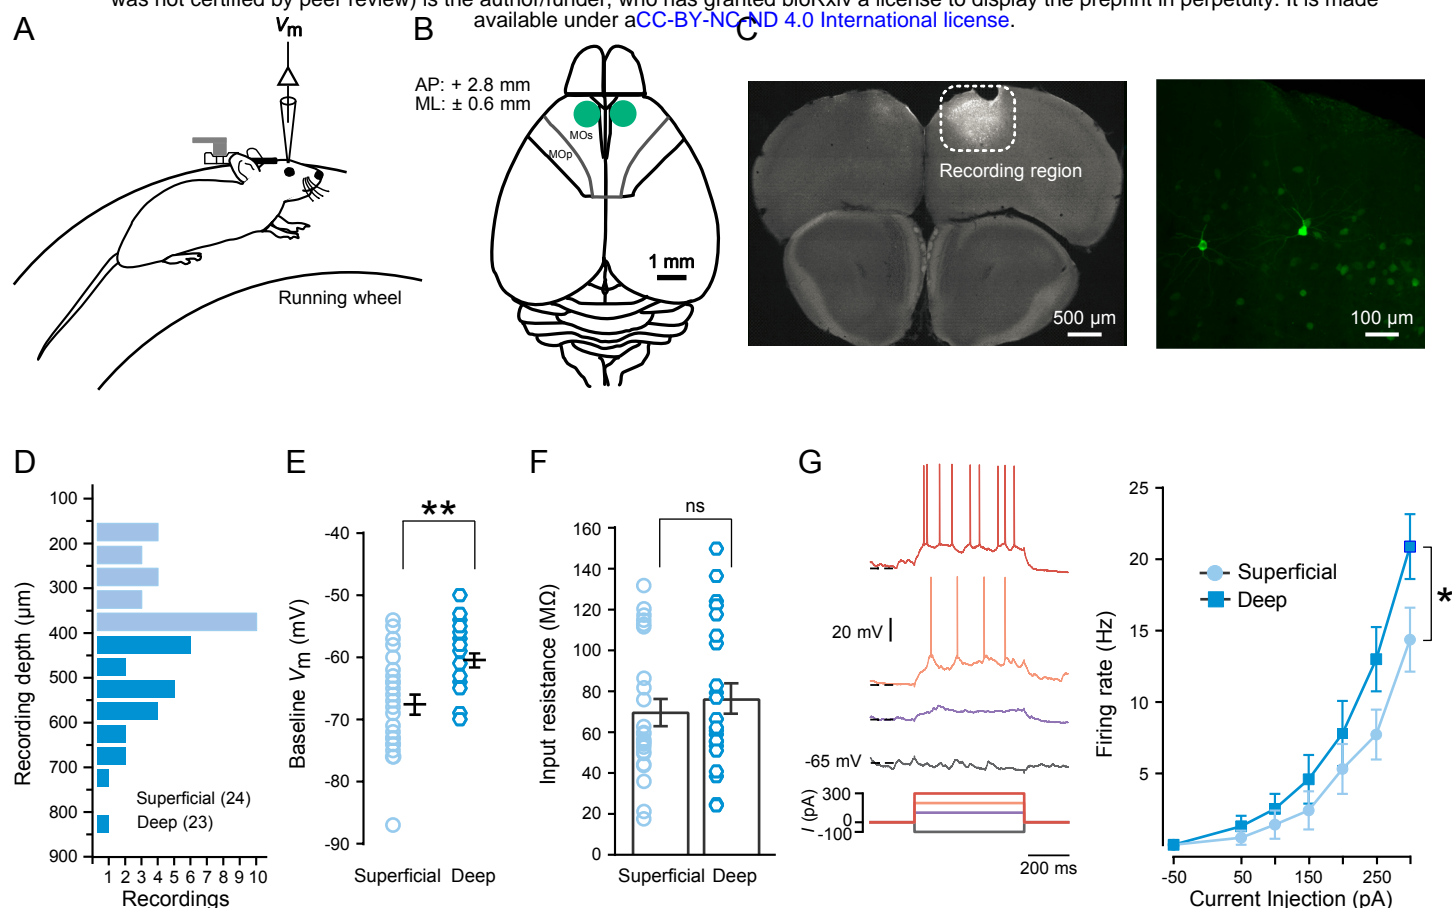 was not certified by peer review) is the author/funder, who has granted bioRxiv a license to display the preprint in perpetuity. It is made
available under aCC-BY-NC-ND 4.0 International license.
A
Vm
Running wheel
B
AP: + 2.8 mm
ML: ± 0.6 mm
MOs
MOp
1 mm
C
Recording region
500 µm
100 µm
D
Recording depth (µm)
100
200
300
400
500
600
700
800
900
Superficial (24)
Deep (23)
1 2 3 4 5 6 7 8 9 10
Recordings
E
**
Baseline Vm (mV)
-40
-50
-60
-70
-80
-90
Superficial Deep
F
ns
Input resistance (MΩ)
160
140
120
100
80
60
40
20
0
Superficial Deep
G
20 mV
-65 mV
I (pA)
300
0
-100
200 ms
Firing rate (Hz)
25
20
15
10
5
Superficial
Deep
*
-50 50 150 250
Current Injection (pA)